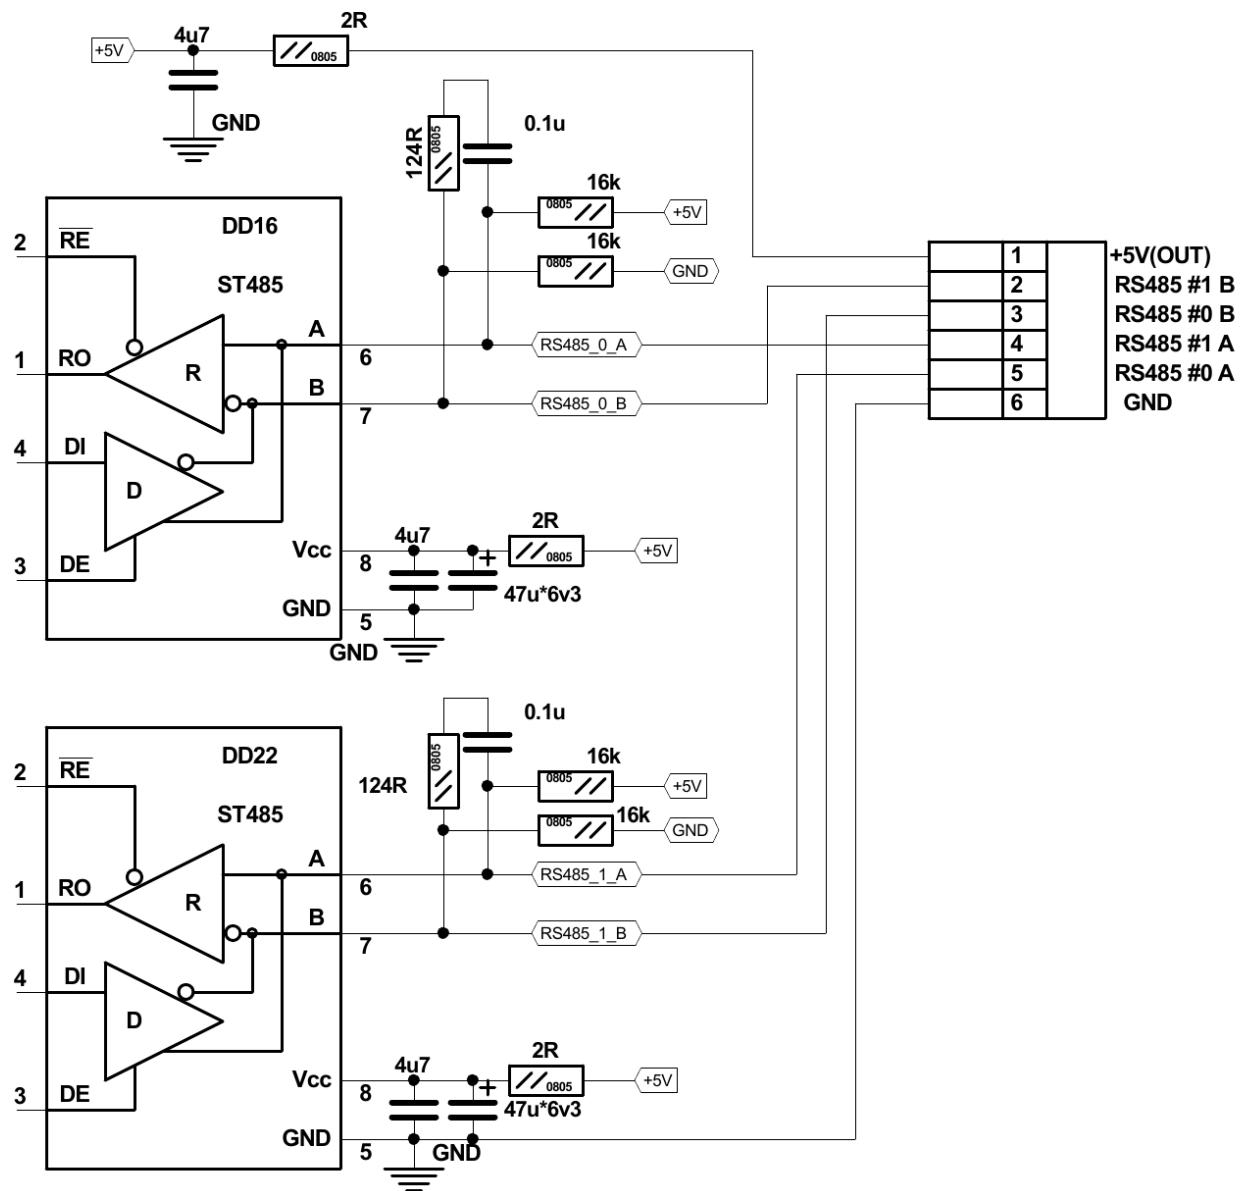 2R
4u7
+5V
0805
GND
0.1u
124R
0805
16k
0805
+5V
16k
0805
GND
DD16
ST485
2
RE
1
RO
R
A
6
B
7
4
DI
D
3
DE
RS485_0_A
RS485_0_B
Vcc
8
GND
5
GND
4u7
2R
0805
+5V
47u*6v3
1
+5V(OUT)
2
RS485 #1 B
3
RS485 #0 B
4
RS485 #1 A
5
RS485 #0 A
6
GND
0.1u
124R
0805
16k
0805
+5V
16k
0805
GND
DD22
ST485
2
RE
1
RO
R
A
6
B
7
4
DI
D
3
DE
RS485_1_A
RS485_1_B
Vcc
8
GND
5
GND
4u7
2R
0805
+5V
47u*6v3